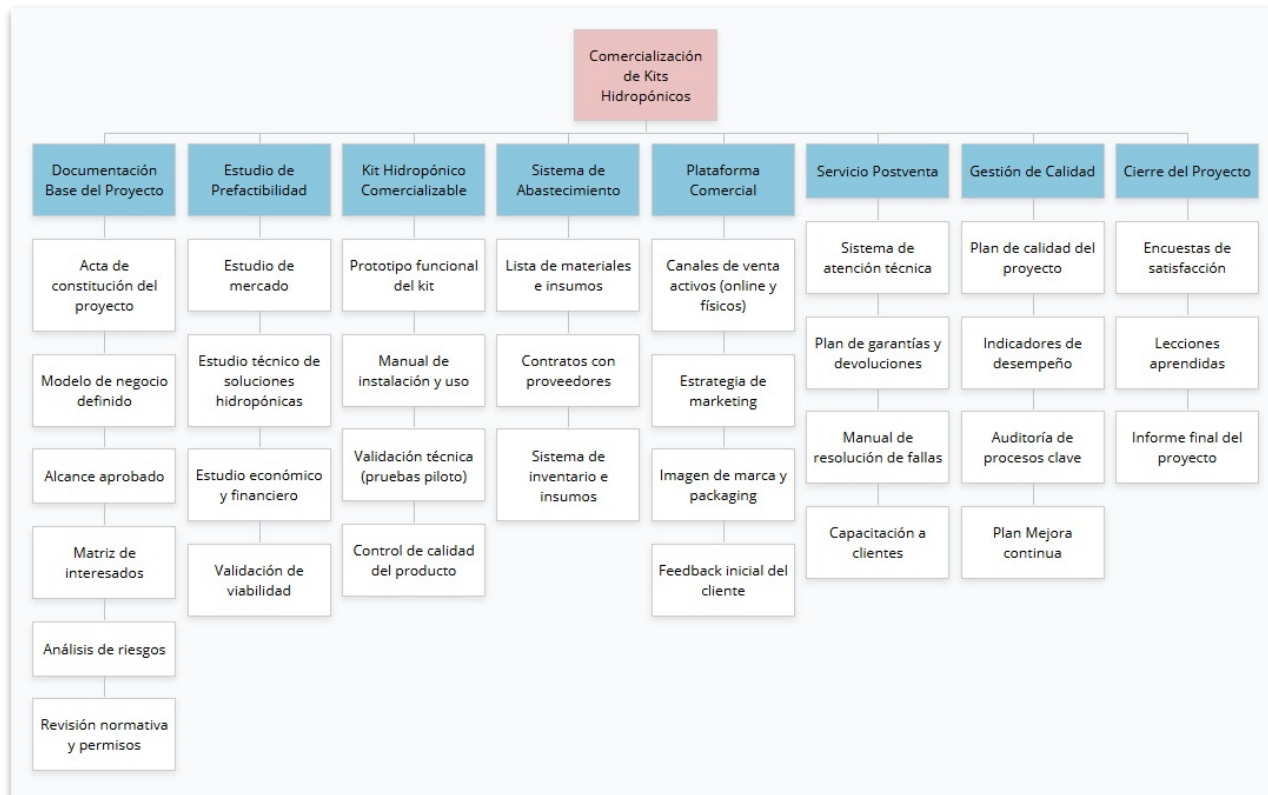 Comercialización
de Kits
Hidropónicos
Documentación
Base del Proyecto
Acta de
constitución del
proyecto
Modelo de negocio
definido
Alcance aprobado
Matriz de
interesados
Análisis de riesgos
Revisión normativa
y permisos
Estudio de
Prefactibilidad
Estudio de
mercado
Estudio técnico de
soluciones
hidropónicas
Estudio económico
y financiero
Validación de
viabilidad
Kit Hidropónico
Comercializable
Prototipo funcional
del kit
Manual de
instalación y uso
Validación técnica
(pruebas piloto)
Control de calidad
del producto
Sistema de
Abastecimiento
Lista de materiales
e insumos
Contratos con
proveedores
Sistema de
inventario e
insumos
Plataforma
Comercial
Canales de venta
activos (online y
físicos)
Estrategia de
marketing
Imagen de marca y
packaging
Feedback inicial del
cliente
Servicio Postventa
Sistema de
atención técnica
Plan de garantías y
devoluciones
Manual de
resolución de fallas
Capacitación a
clientes
Gestión de Calidad
Plan de calidad del
proyecto
Indicadores de
desempeño
Auditoría de
procesos clave
Plan Mejora
continua
Cierre del Proyecto
Encuestas de
satisfacción
Lecciones
aprendidas
Informe final del
proyecto